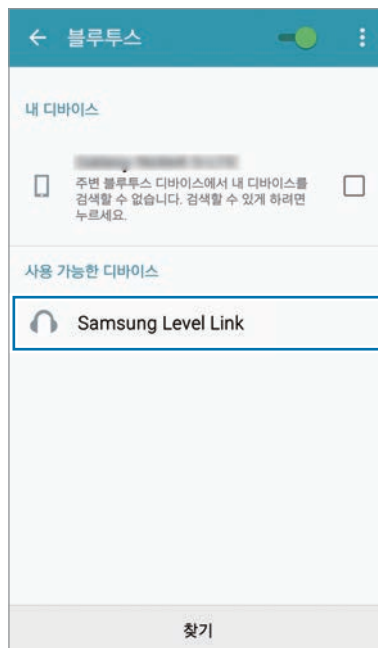 블루투스
내 디바이스
주변 블루투스 디바이스에서 내 디바이스를
검색할 수 없습니다. 검색할 수 있게 하려면
누르세요.
사용 가능한 디바이스
Samsung Level Link
찾기